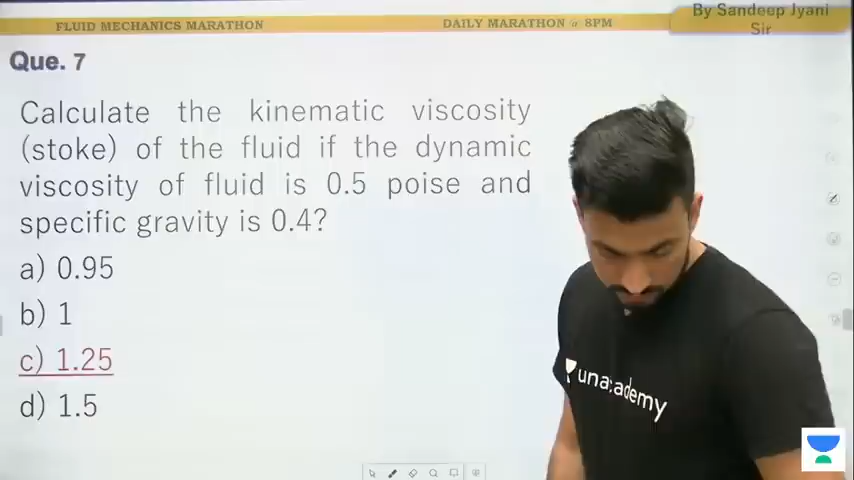 FLUID MECHANICS MARATHON
DAILY MARATHON @ 8PM
By Sandeep Jyani
Sir
Que. 7
Calculate the kinematic viscosity
(stoke) of the fluid if the dynamic
viscosity of fluid is 0.5 poise and
specific gravity is 0.4?
a) 0.95
b) 1
c) 1.25
d) 1.5
unacademy